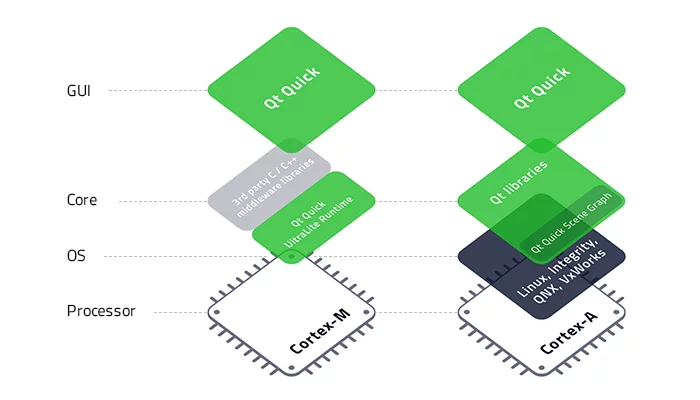 GUI
Qt Quick
Qt Quick
Core
3rd party C / C++
middleware libraries
Qt Quick
UltraLite Runtime
Qt libraries
Qt Quick Scene Graph
OS
Linux, Integrity,
QNX, VxWorks
Processor
Cortex-M
Cortex-A